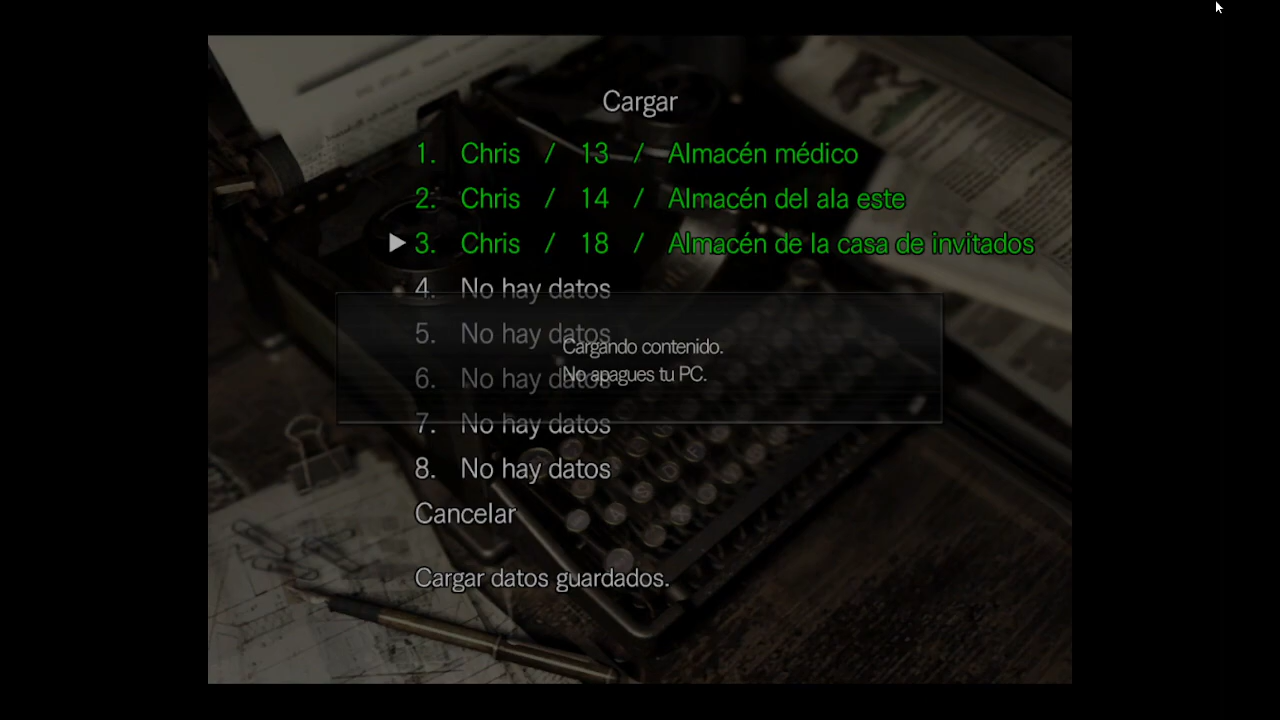 Cargar
1. Chris / 13 / Almacén médico
2. Chris / 14 / Almacén del ala este
3. Chris / 18 / Almacén de la casa de invitados
4. No hay datos
5. No hay datos
Cargando contenido.
No apagues tu PC.
6. No hay datos
7. No hay datos
8. No hay datos
Cancelar
Cargar datos guardados.